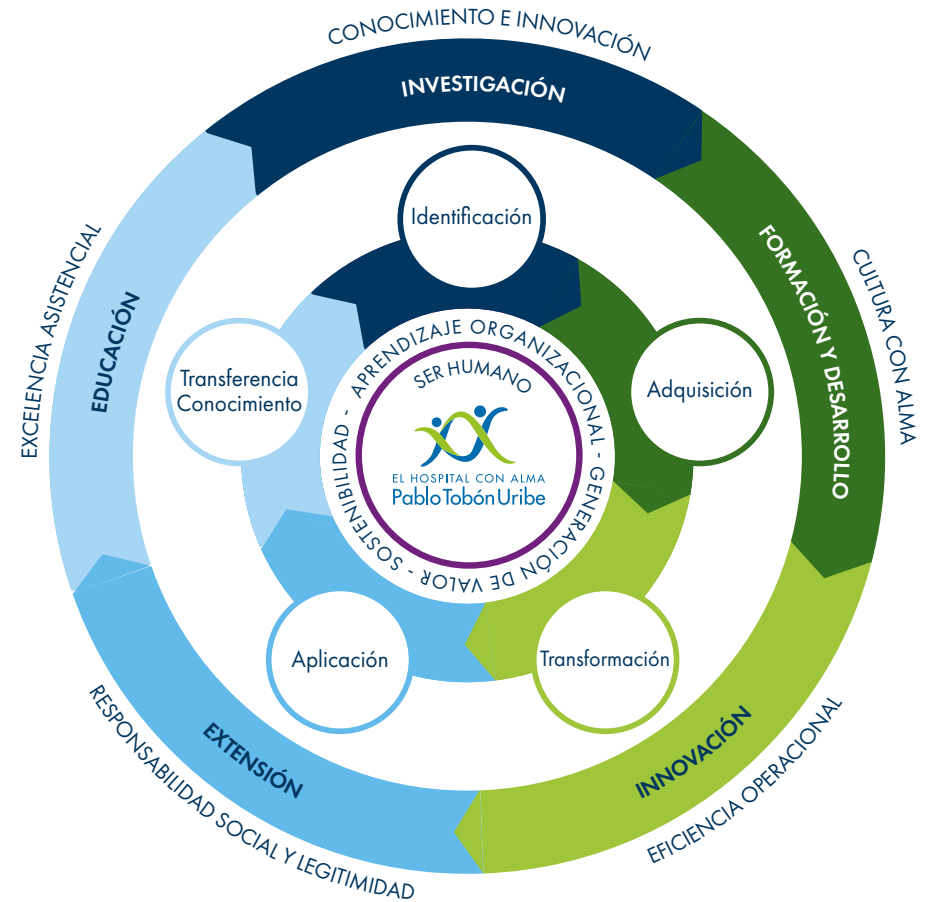 CONOCIMIENTO E INNOVACIÓN
INVESTIGACIÓN
CULTURA CON ALMA
FORMACIÓN Y DESARROLLO
EFICIENCIA OPERACIONAL
INNOVACIÓN
RESPONSABILIDAD SOCIAL Y LEGITIMIDAD
EXTENSIÓN
EXCELENCIA ASISTENCIAL
EDUCACIÓN
Identificación
Adquisición
Transformación
Aplicación
Transferencia
Conocimiento
APRENDIZAJE ORGANIZACIONAL - GENERACIÓN DE VALOR - SOSTENIBILIDAD -
SER HUMANO
EL HOSPITAL CON ALMA
Pablo Tobón Uribe